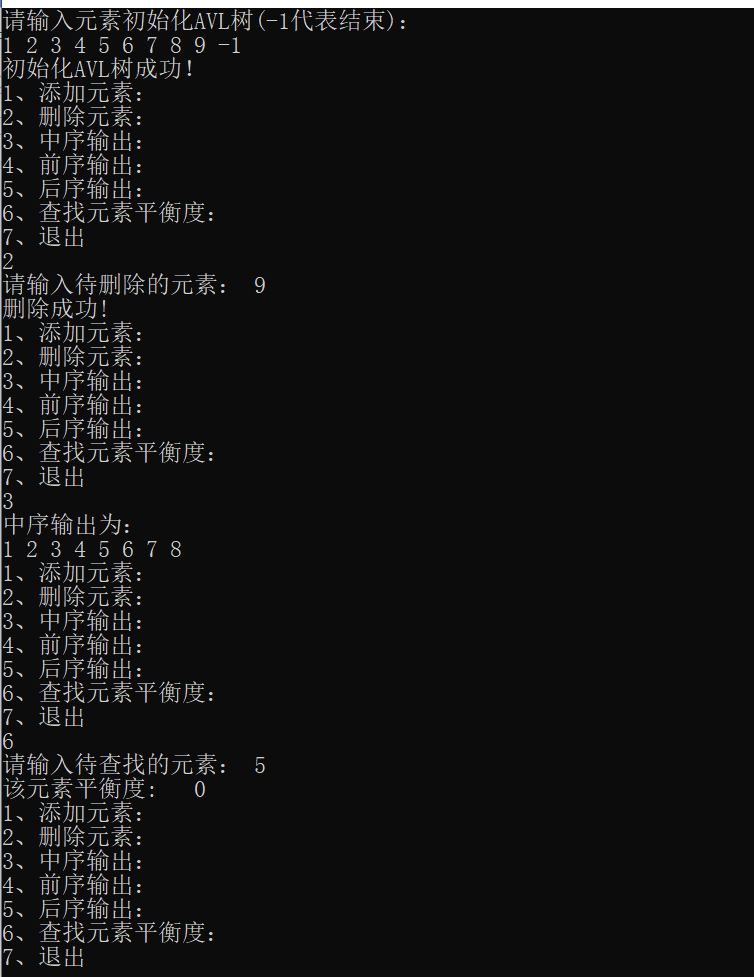 请输入元素初始化AVL树(-1代表结束):
1 2 3 4 5 6 7 8 9 -1
初始化AVL树成功!
1、添加元素:
2、删除元素:
3、中序输出:
4、前序输出:
5、后序输出:
6、查找元素平衡度:
7、退出
2
请输入待删除的元素: 9
删除成功!
1、添加元素:
2、删除元素:
3、中序输出:
4、前序输出:
5、后序输出:
6、查找元素平衡度:
7、退出
3
中序输出为:
1 2 3 4 5 6 7 8
1、添加元素:
2、删除元素:
3、中序输出:
4、前序输出:
5、后序输出:
6、查找元素平衡度:
7、退出
6
请输入待查找的元素: 5
该元素平衡度: 0
1、添加元素:
2、删除元素:
3、中序输出:
4、前序输出:
5、后序输出:
6、查找元素平衡度:
7、退出